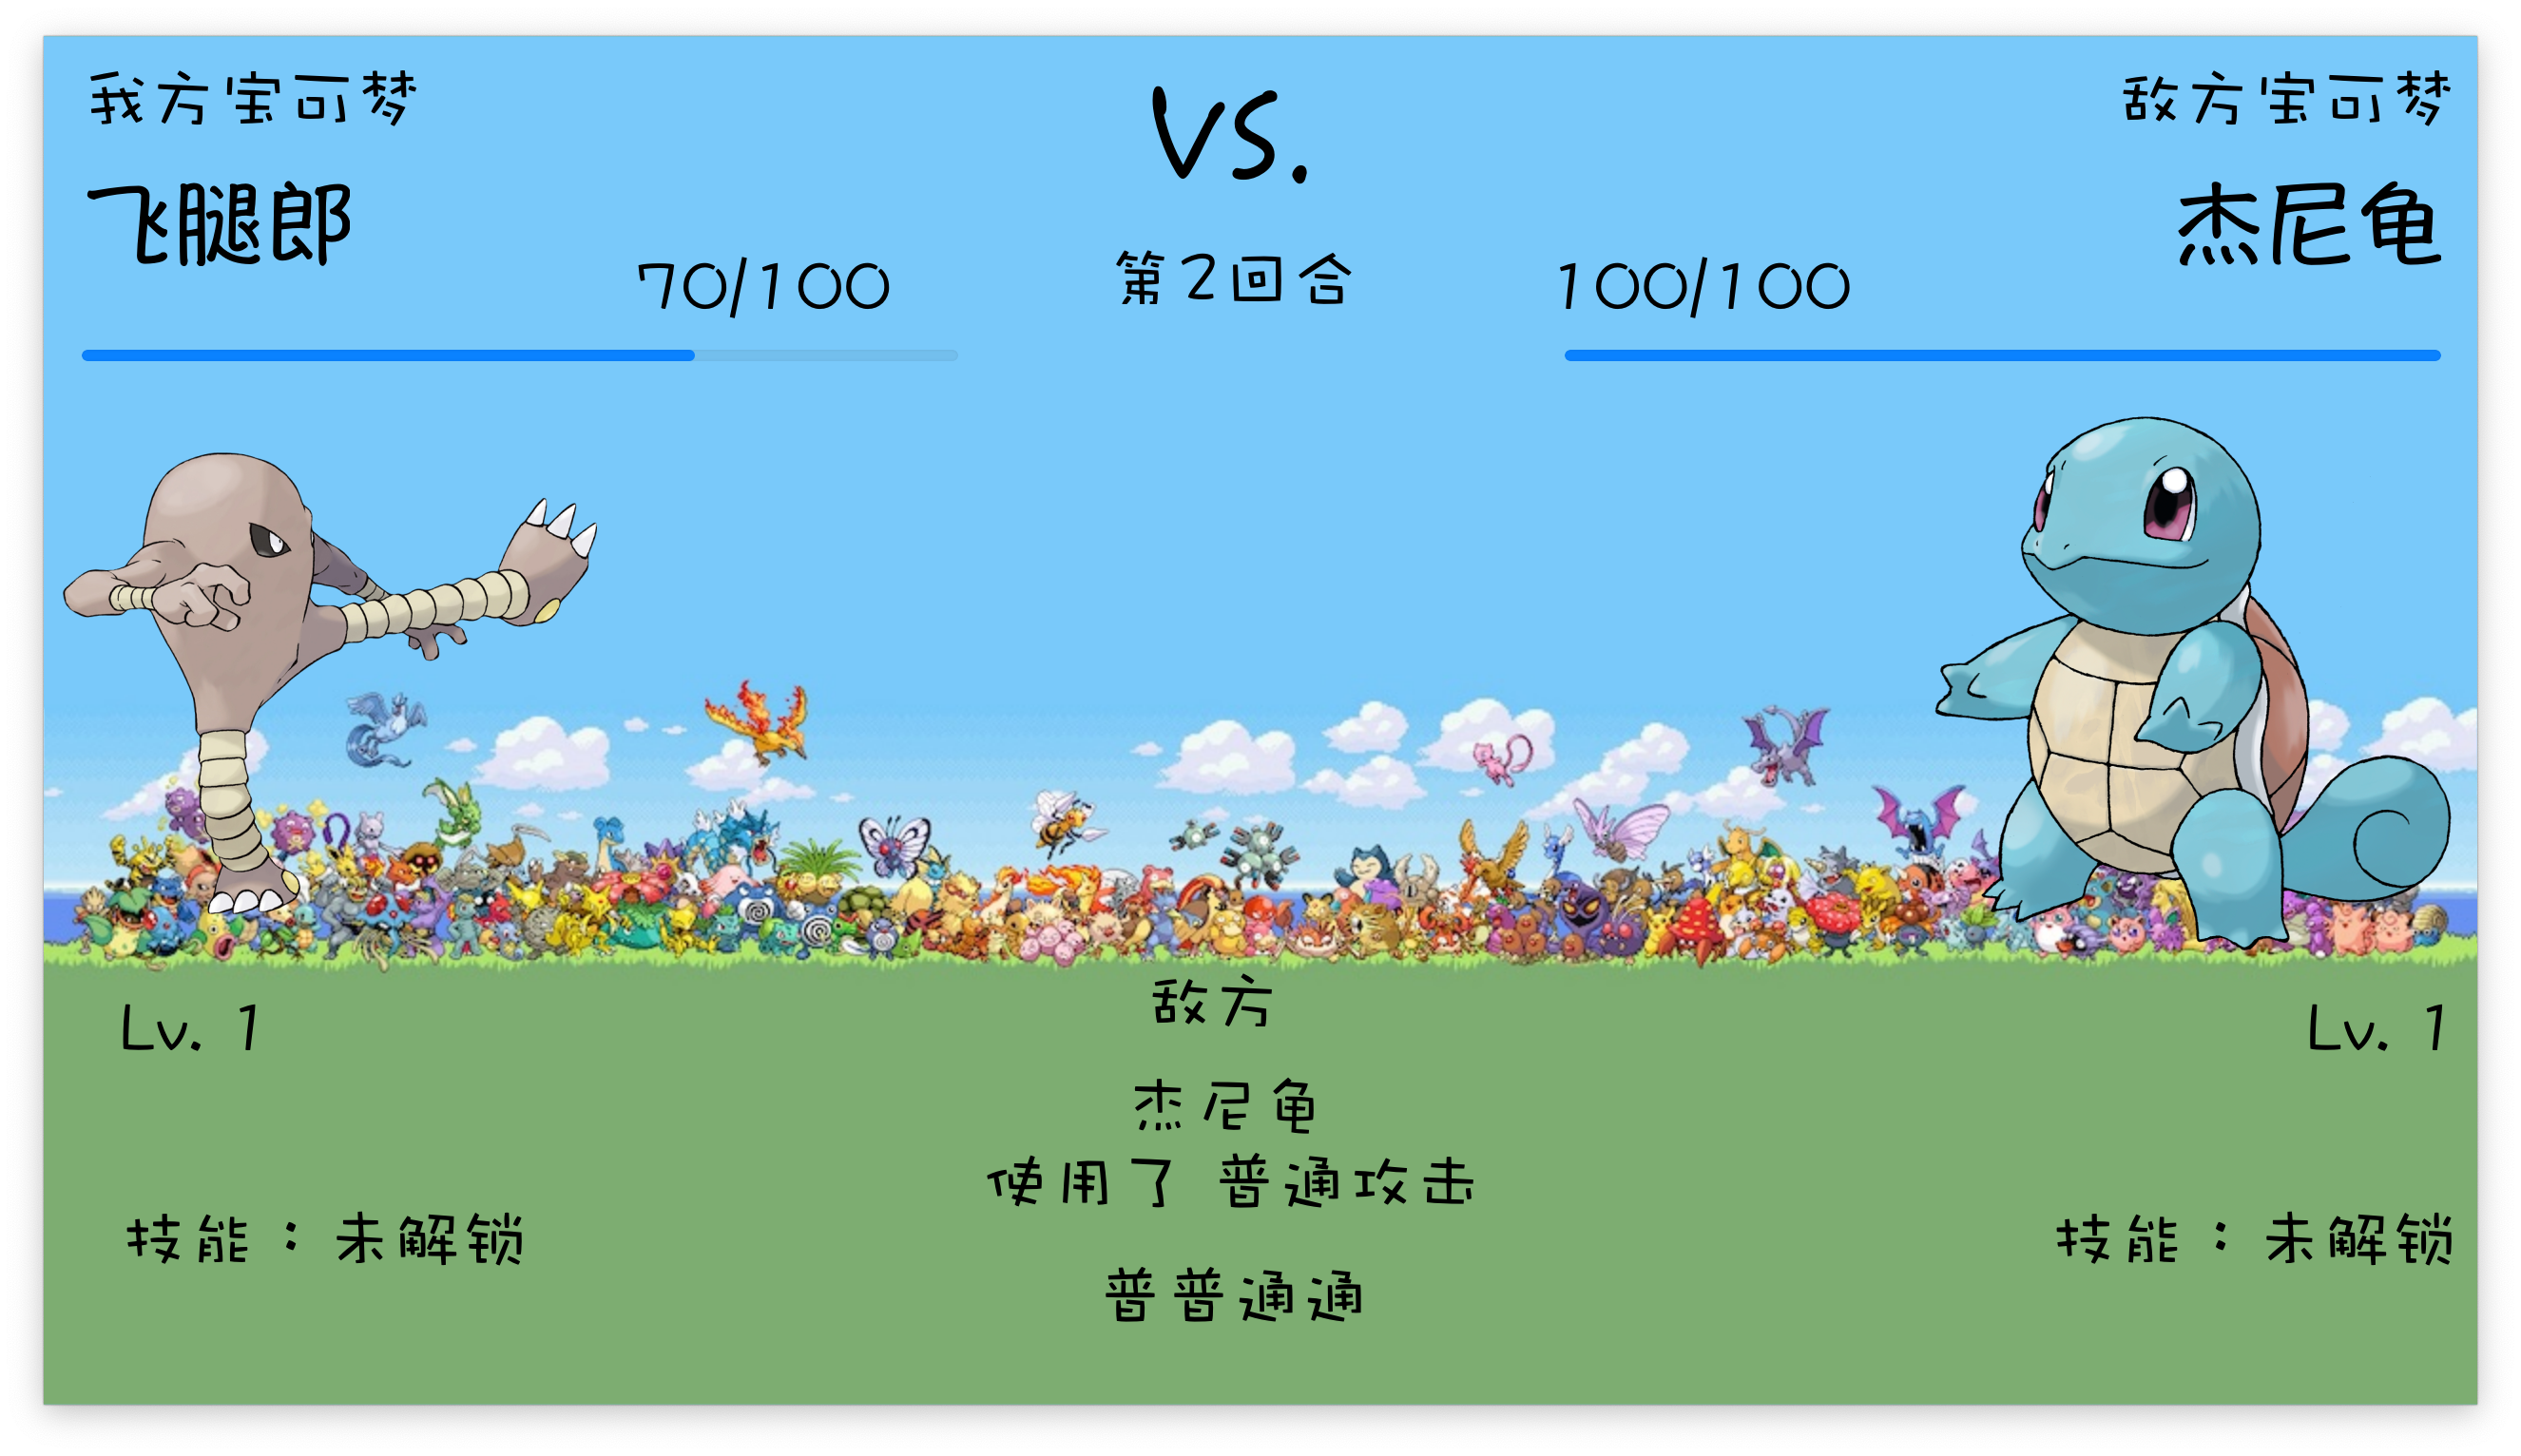 我方宝可梦
VS.
敌方宝可梦
飞腿郎
杰尼龟
70/100
第2回合
100/100
敌方
Lv. 1
Lv. 1
杰尼龟
使用了 普通攻击
技能：未解锁
技能：未解锁
普普通通